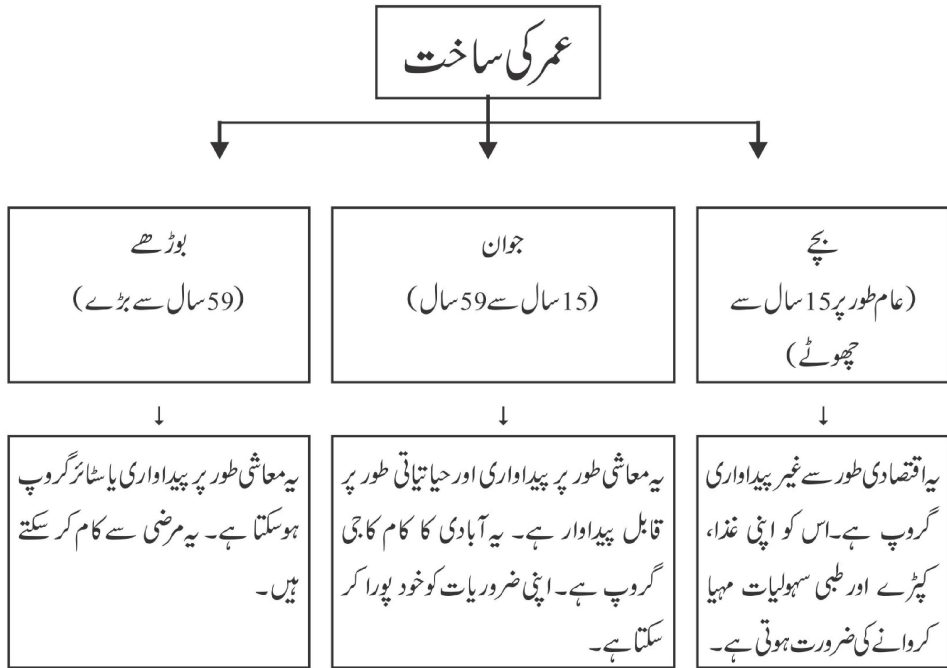 عمر کی ساخت
بچے
(عام طور پر 15 سال سے
چھوٹے)
جوان
(15 سال سے 59 سال)
بوڑھے
(59 سال سے بڑے)
↓
↓
↓
یہ اقتصادی طور سے غیر پیداواری
گروپ ہے۔ اس کو اپنی غذا،
کپڑے اور طبی سہولیات مہیا
کروانے کی ضرورت ہوتی ہے۔
یہ معاشی طور پر پیداواری اور حیاتیاتی طور پر
قابل پیداوار ہے۔ یہ آبادی کا کام کاجی
گروپ ہے۔ اپنی ضروریات کو خود پورا کر
سکتا ہے۔
یہ معاشی طور پر پیداواری یا سٹائر گروپ
ہوسکتا ہے۔ یہ مرضی سے کام کر سکتے
ہیں۔